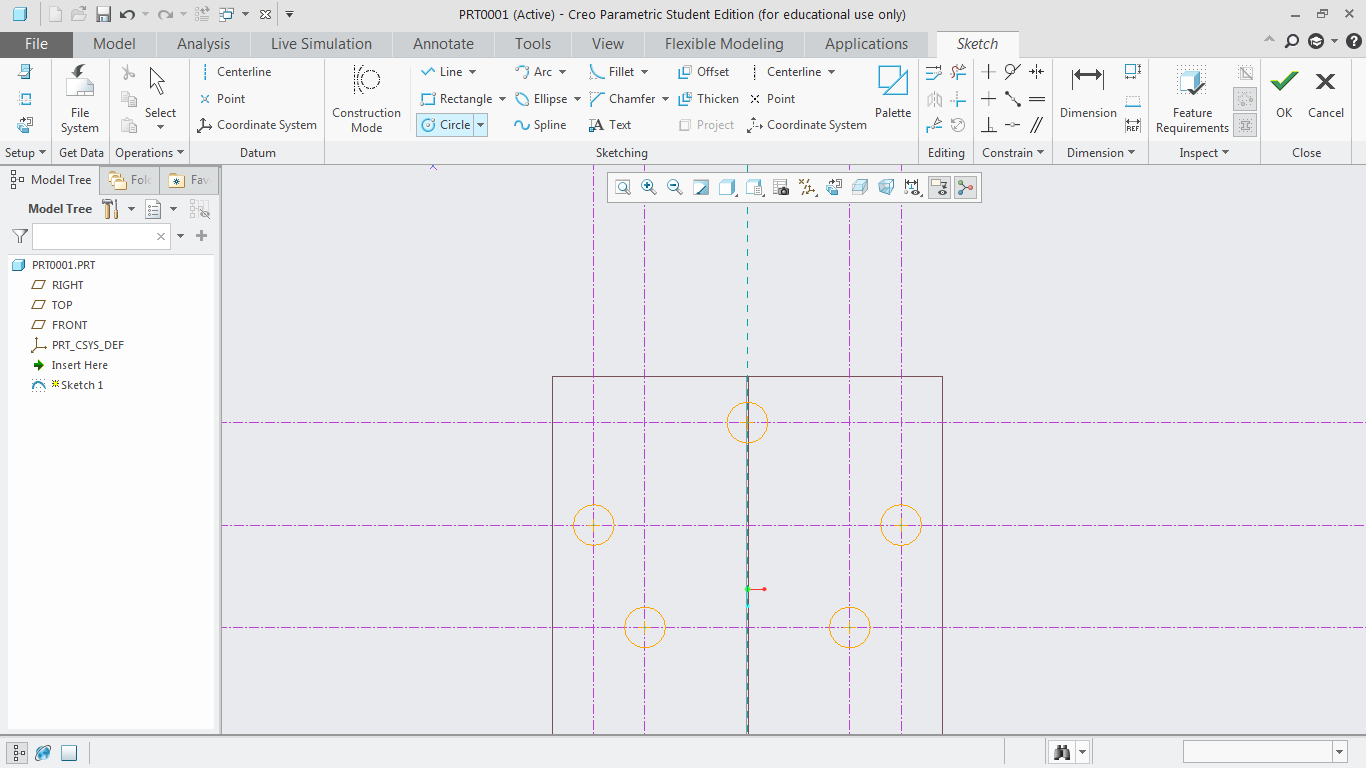 PRT0001 (Active) - Creo Parametric Student Edition (for educational use only)
File Model Analysis Live Simulation Annotate Tools View Flexible Modeling Applications Sketch
Centerline Line Arc Fillet Offset Centerline
Point Rectangle Ellipse Chamfer Thicken Point
Coordinate System Circle Spline Text Project Coordinate System
File System
Select
Construction Mode
Palette
Dimension
REF
Feature Requirements
OK
Cancel
Setup Get Data Operations Datum Sketching Editing Constrain Dimension Inspect Close
Model Tree Fol Fav
Model Tree
PRT0001.PRT
RIGHT
TOP
FRONT
PRT_CSYS_DEF
Insert Here
Sketch 1